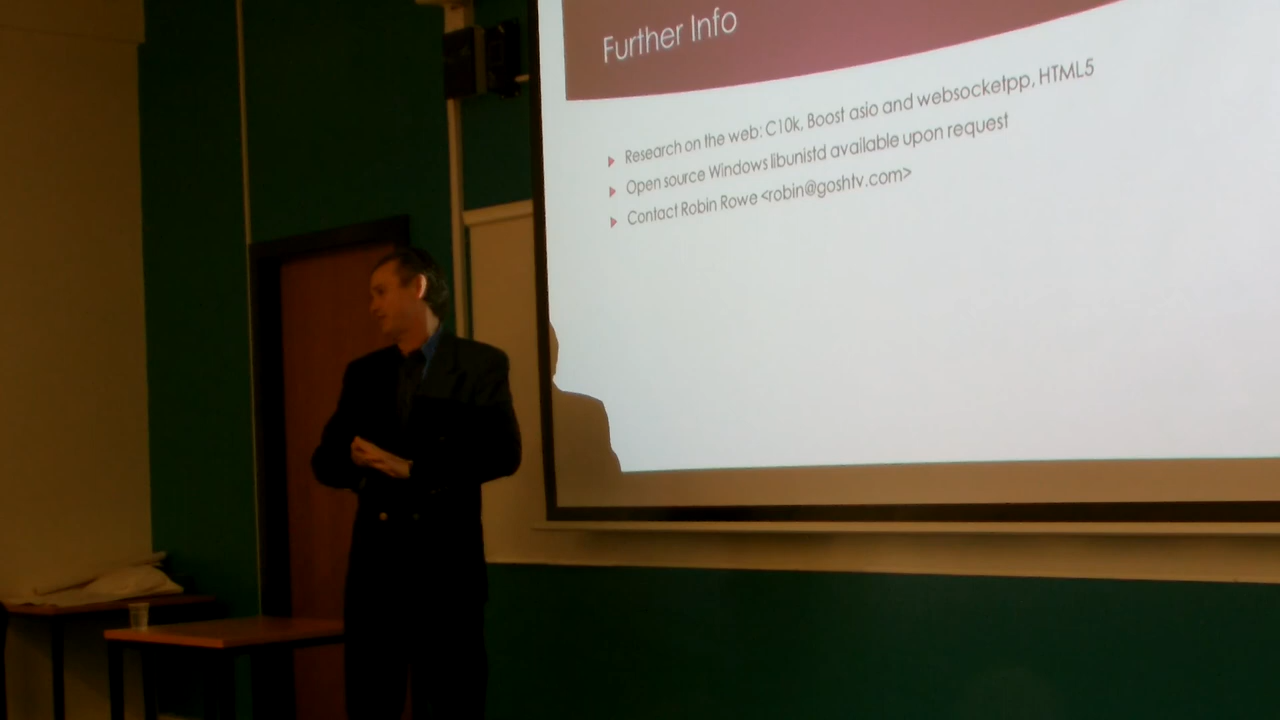 Further Info
Research on the web: C10k, Boost asio and websocketpp, HTML5
Open source Windows libunistd available upon request
Contact Robin Rowe <robin@goshtv.com>